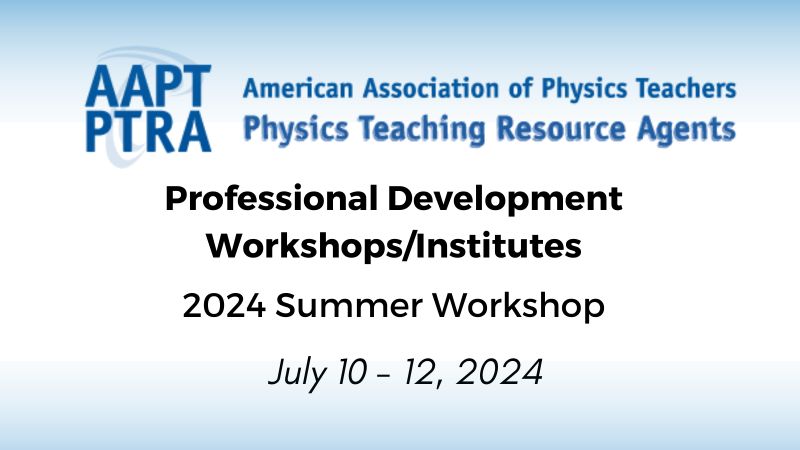 AAPT
PTRA
American Association of Physics Teachers
Physics Teaching Resource Agents
Professional Development
Workshops/Institutes
2024 Summer Workshop
July 10 – 12, 2024